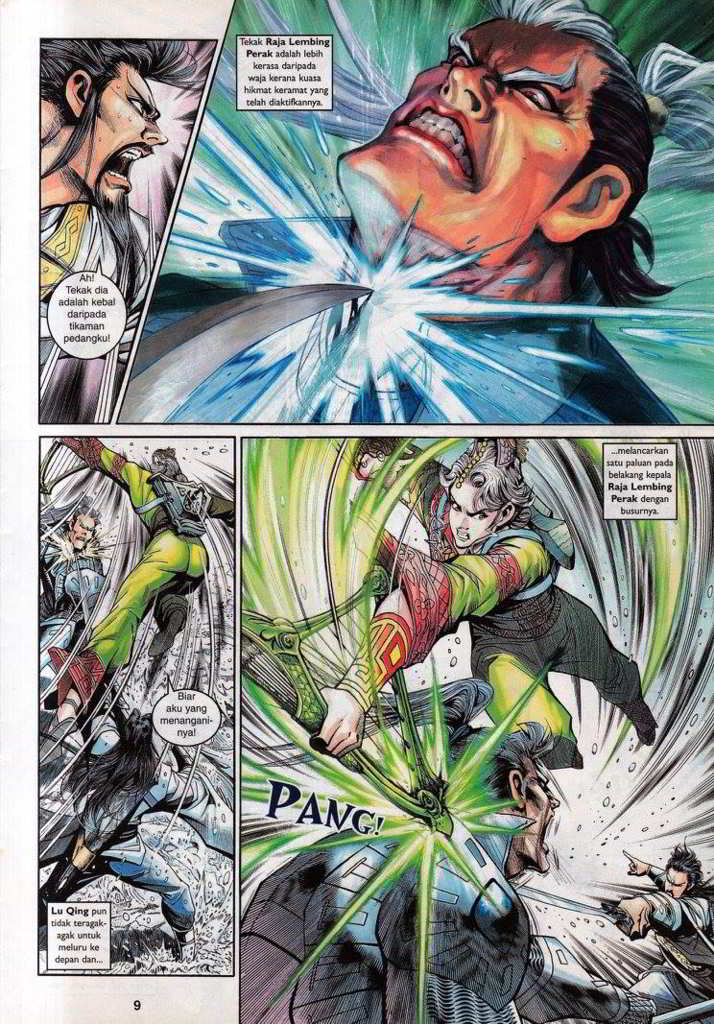 Ah!
Tekak dia
adalah kebal
daripada
tikaman
pedangku!
Tekak Raja Lembing
Perak adalah lebih
kerasa daripada
waja kerana kuasa
hikmat keramat yang
telah diaktifkannya.
Biar
aku yang
menangani-
nya!
Lu Qing pun
tidak teragak-
agak untuk
meluru ke
depan dan...
...melancarkan
satu paluan pada
belakang kepala
Raja Lembing
Perak dengan
busurnya.
PANG!
9